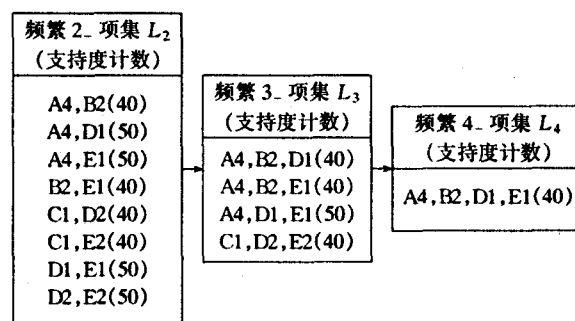 频繁 2_ 项集 L₂
(支持度计数)
A4,B2(40)
A4,D1(50)
A4,E1(50)
B2,E1(40)
C1,D2(40)
C1,E2(40)
D1,E1(50)
D2,E2(50)
频繁 3_ 项集 L₃
(支持度计数)
A4,B2,D1(40)
A4,B2,E1(40)
A4,D1,E1(50)
C1,D2,E2(40)
频繁 4_ 项集 L₄
(支持度计数)
A4,B2,D1,E1(40)